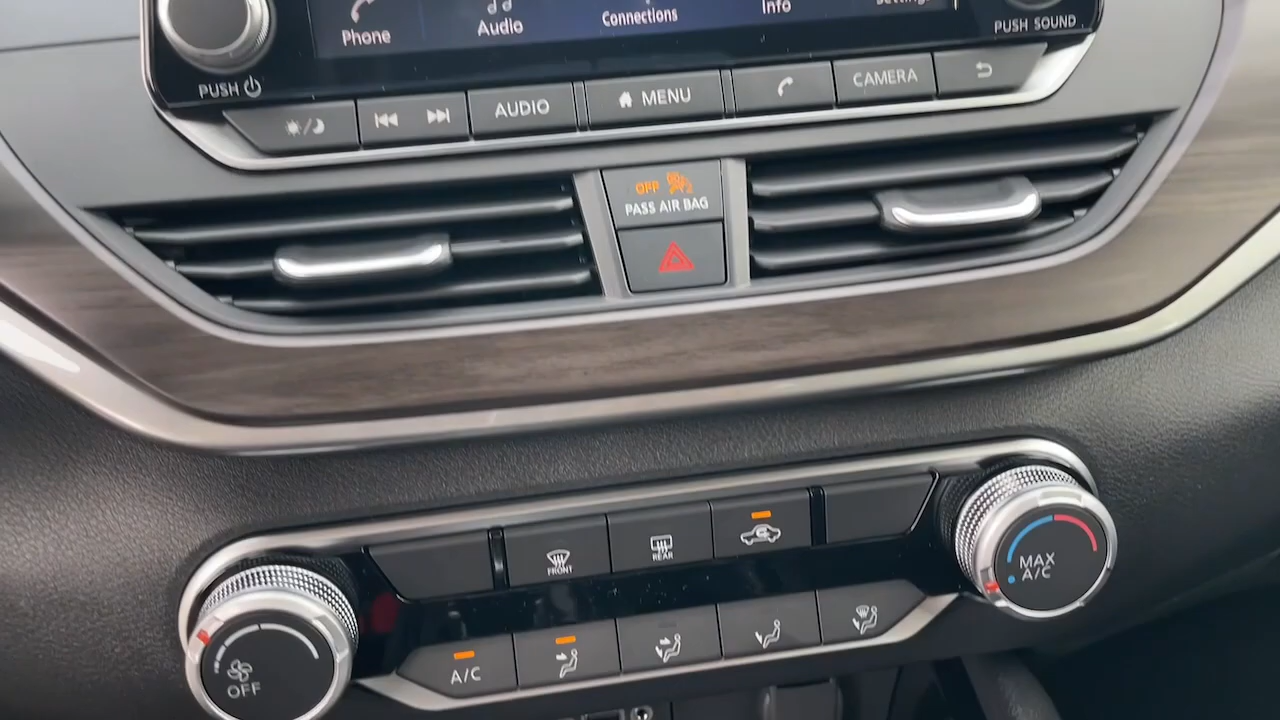 Phone
Audio
Connections
Info
PUSH
PUSH SOUND
AUDIO
MENU
CAMERA
OFF
PASS AIR BAG
FRONT
REAR
MAX
A/C
A/C
OFF